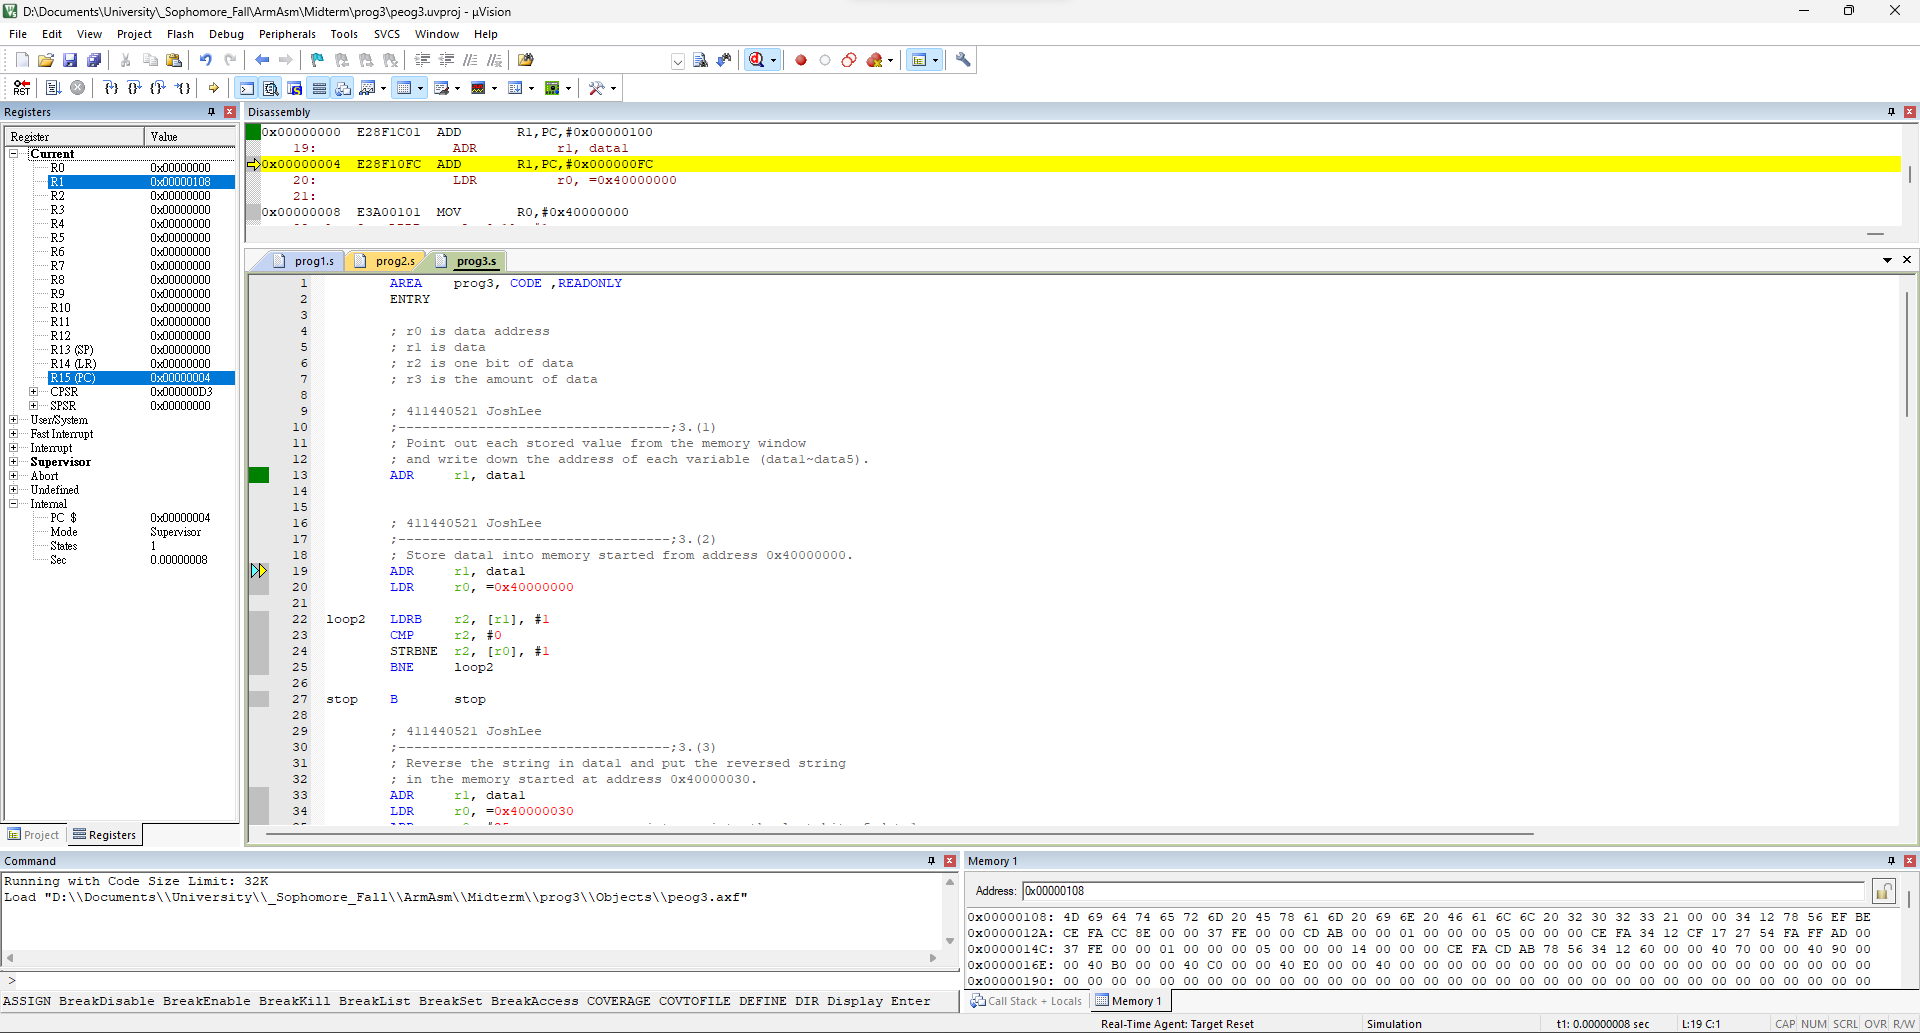 D:\Documents\University\_Sophomore_Fall\ArmAsm\Midterm\prog3\peog3.uvproj - µVision
File Edit View Project Flash Debug Peripherals Tools SVCS Window Help
Registers
Register Value
Current
R0 0x00000000
R1 0x00000108
R2 0x00000000
R3 0x00000000
R4 0x00000000
R5 0x00000000
R6 0x00000000
R7 0x00000000
R8 0x00000000
R9 0x00000000
R10 0x00000000
R11 0x00000000
R12 0x00000000
R13 (SP) 0x00000000
R14 (LR) 0x00000000
R15 (PC) 0x00000004
CPSR 0x000000D3
SPSR 0x00000000
User/System
Fast Interrupt
Interrupt
Supervisor
Abort
Undefined
Internal
PC $ 0x00000004
Mode Supervisor
States 1
Sec 0.00000008
Project Registers
Disassembly
0x00000000 E28F1C01 ADD R1,PC,#0x00000100
19: ADR r1, data1
0x00000004 E28F10FC ADD R1,PC,#0x000000FC
20: LDR r0, =0x40000000
21:
0x00000008 E3A00101 MOV R0,#0x40000000
prog1.s prog2.s prog3.s
1 AREA prog3, CODE ,READONLY
2 ENTRY
3
4 ; r0 is data address
5 ; r1 is data
6 ; r2 is one bit of data
7 ; r3 is the amount of data
8
9 ; 411440521 JoshLee
10 ;----------------------------------;3.(1)
11 ; Point out each stored value from the memory window
12 ; and write down the address of each variable (data1~data5).
13 ADR r1, data1
14
15
16 ; 411440521 JoshLee
17 ;----------------------------------;3.(2)
18 ; Store data1 into memory started from address 0x40000000.
19 ADR r1, data1
20 LDR r0, =0x40000000
21
22 loop2 LDRB r2, [r1], #1
23 CMP r2, #0
24 STRBNE r2, [r0], #1
25 BNE loop2
26
27 stop B stop
28
29 ; 411440521 JoshLee
30 ;----------------------------------;3.(3)
31 ; Reverse the string in data1 and put the reversed string
32 ; in the memory started at address 0x40000030.
33 ADR r1, data1
34 LDR r0, =0x40000030
Command
Running with Code Size Limit: 32K
Load "D:\\Documents\\University\\_Sophomore_Fall\\ArmAsm\\Midterm\\prog3\\Objects\\peog3.axf"
>
ASSIGN BreakDisable BreakEnable BreakKill BreakList BreakSet BreakAccess COVERAGE COVTOFILE DEFINE DIR Display Enter
Memory 1
Address: 0x00000108
0x00000108: 4D 69 64 74 65 72 6D 20 45 78 61 6D 20 69 6E 20 46 61 6C 6C 20 32 30 32 33 21 00 00 34 12 78 56 EF BE
0x0000012A: CE FA CC 8E 00 00 37 FE 00 00 CD AB 00 00 01 00 00 00 05 00 00 00 CE FA 34 12 CF 17 27 54 FA FF AD 00
0x0000014C: 37 FE 00 00 01 00 00 00 05 00 00 00 14 00 00 00 CE FA CD AB 78 56 34 12 60 00 00 40 70 00 00 40 90 00
0x0000016E: 00 40 B0 00 00 40 C0 00 00 40 E0 00 00 40 00 00 00 00 00 00 00 00 00 00 00 00 00 00 00 00 00 00 00 00
0x00000190: 00 00 00 00 00 00 00 00 00 00 00 00 00 00 00 00 00 00 00 00 00 00 00 00 00 00 00 00 00 00 00 00 00 00
Call Stack + Locals Memory 1
Real-Time Agent: Target Reset Simulation t1: 0.00000008 sec L:19 C:1 CAP NUM SCRL OVR R/W